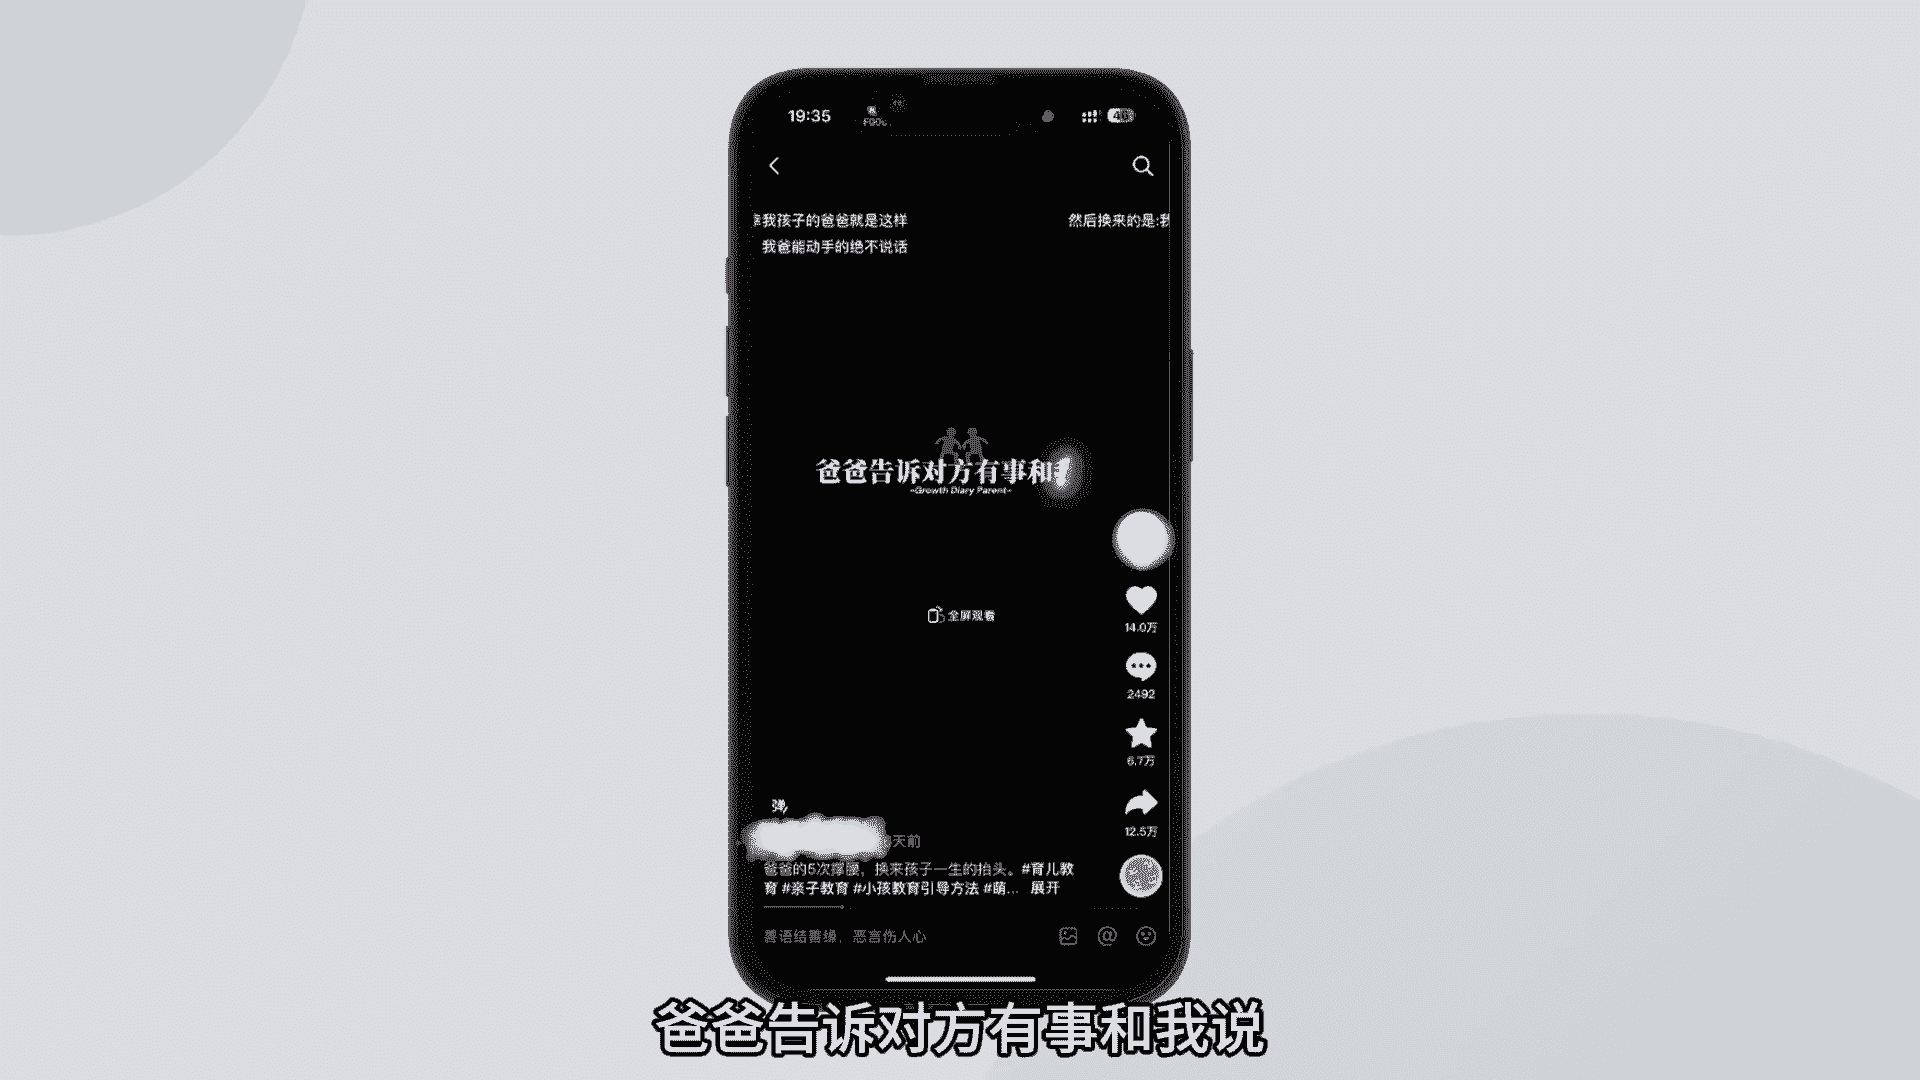 19:35
我孩子的爸爸就是这样
然后换来的是:我
我爸能动手的绝不说话
爸爸告诉对方有事和
~Growth Diary Parent~
全屏观看
14.0万
2492
6.7万
12.5万
弹
天前
爸爸的5次撑腰，换来孩子一生的抬头。#育儿教
育 #亲子教育 #小孩教育引导方法 #萌... 展开
善语结善缘，恶言伤人心
爸爸告诉对方有事和我说